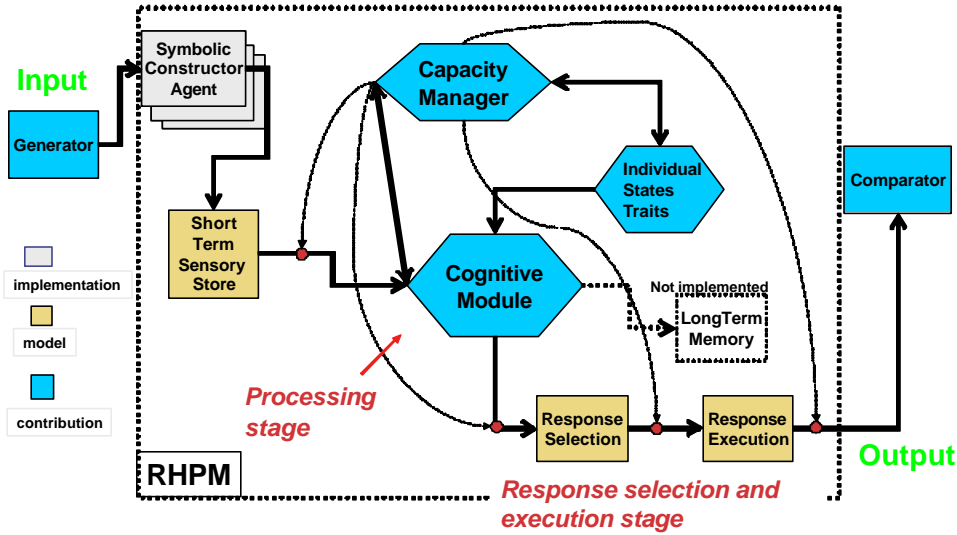 Input
Generator
Symbolic
Constructor
Agent
Capacity
Manager
Individual
States
Traits
Comparator
Short
Term
Sensory
Store
Cognitive
Module
Not implemented
LongTerm
Memory
implementation
model
contribution
Processing
stage
Response
Selection
Response
Execution
Output
RHPM
Response selection and
execution stage